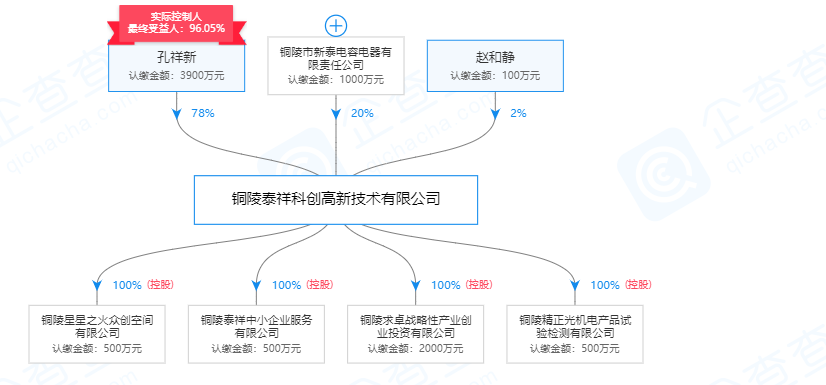 实际控制人
最终受益人：96.05%
孔祥新
认缴金额：3900万元
铜陵市新泰电容电器有
限责任公司
认缴金额：1000万元
赵和静
认缴金额：100万元
78%
20%
2%
铜陵泰祥科创高新技术有限公司
100% (控股)
100% (控股)
100% (控股)
100% (控股)
铜陵星星之火众创空间
有限公司
认缴金额：500万元
铜陵泰祥中小企业服务
有限公司
认缴金额：500万元
铜陵求卓战略性产业创
业投资有限公司
认缴金额：2000万元
铜陵精正光机电产品试
验检测有限公司
认缴金额：500万元
企查查
qichacha.com
企查查
qichacha